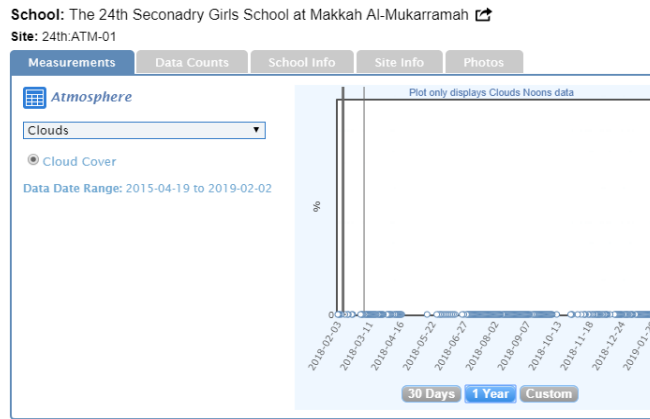 School: The 24th Seconadry Girls School at Makkah Al-Mukarramah
Site: 24th:ATM-01
Measurements Data Counts School Info Site Info Photos
Atmosphere
Plot only displays Clouds Noons data
Clouds
Cloud Cover
Data Date Range: 2015-04-19 to 2019-02-02
%
0
2018-02-03 2018-03-11 2018-04-16 2018-05-22 2018-06-27 2018-08-02 2018-09-07 2018-10-13 2018-11-18 2018-12-24
30 Days 1 Year Custom